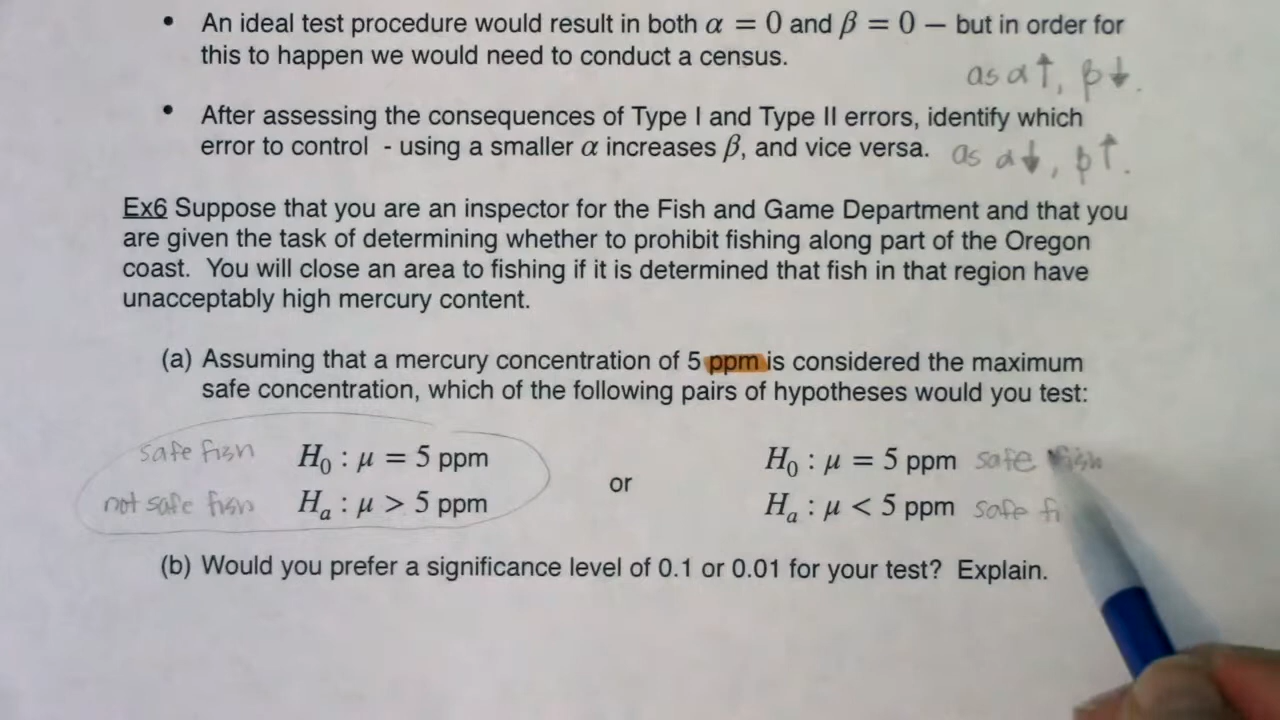 • An ideal test procedure would result in both α = 0 and β = 0 – but in order for
this to happen we would need to conduct a census.
as α↑, β↓.
• After assessing the consequences of Type I and Type II errors, identify which
error to control - using a smaller α increases β, and vice versa. as α↓, β↑.
Ex6 Suppose that you are an inspector for the Fish and Game Department and that you
are given the task of determining whether to prohibit fishing along part of the Oregon
coast. You will close an area to fishing if it is determined that fish in that region have
unacceptably high mercury content.
(a) Assuming that a mercury concentration of 5 ppm is considered the maximum
safe concentration, which of the following pairs of hypotheses would you test:
safe fish H₀ : μ = 5 ppm
not safe fish Hₐ : μ > 5 ppm
or
H₀ : μ = 5 ppm safe fish
Hₐ : μ < 5 ppm safe fi
(b) Would you prefer a significance level of 0.1 or 0.01 for your test? Explain.